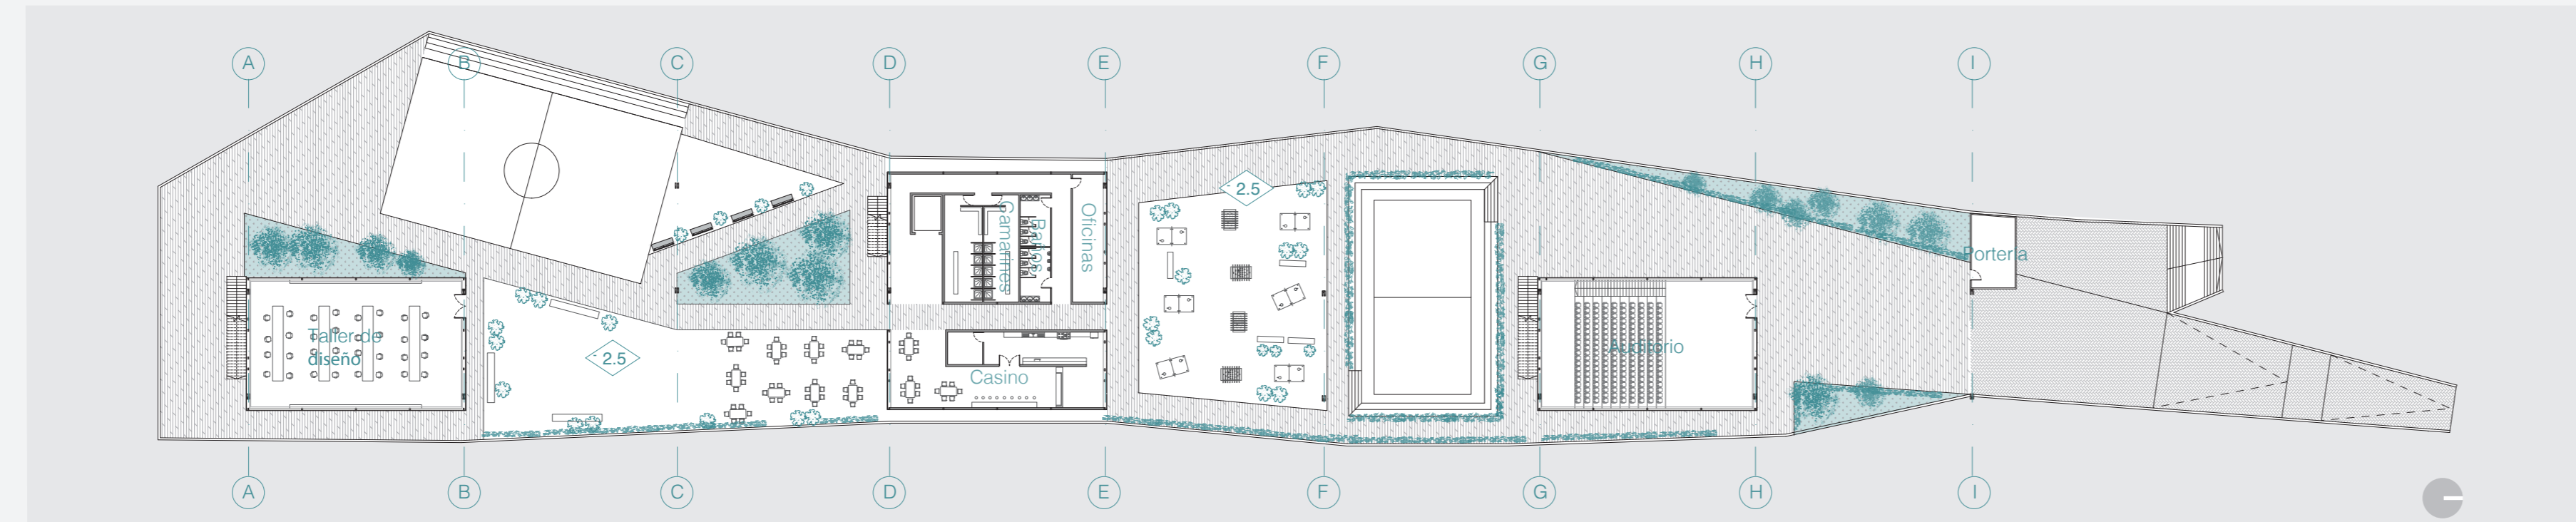 A B C D E F G H I
- 2.5
Camarines
Baños
Oficinas
Portería
Taller de
diseño
- 2.5
Auditorio
Casino
A B C D E F G H I